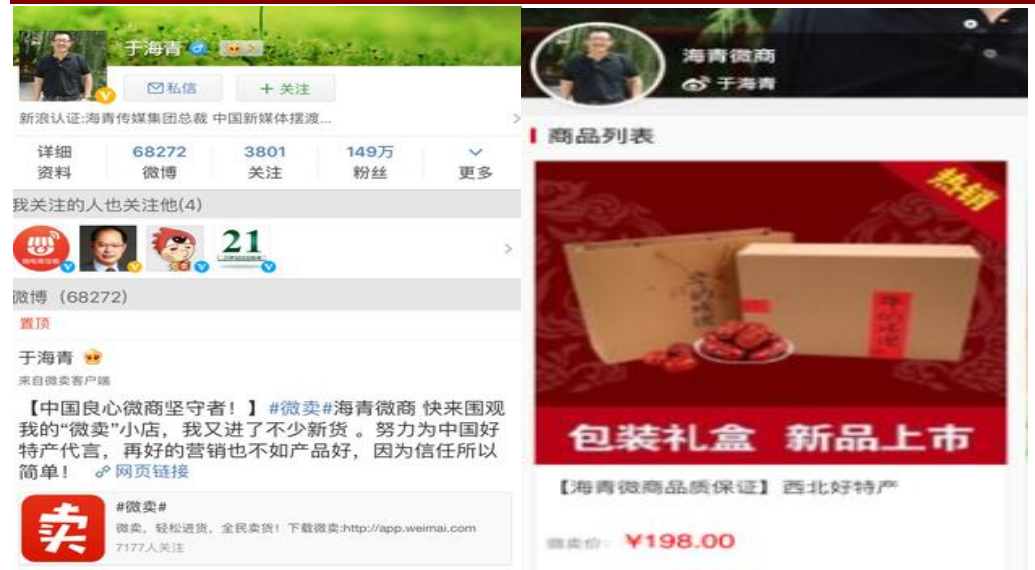 于海青
私信
+ 关注
新浪认证:海青传媒集团总裁 中国新媒体摆渡...
详细
资料
68272
微博
3801
关注
149万
粉丝
更多
我关注的人也关注他(4)
21
微博 (68272)
置顶
于海青
来自微卖客户端
【中国良心微商坚守者！】#微卖#海青微商 快来围观
我的“微卖”小店，我又进了不少新货 。努力为中国好
特产代言，再好的营销也不如产品好，因为信任所以
简单！ 网页链接
卖
#微卖#
微卖，轻松进货，全民卖货！下载微卖:http://app.weimai.com
7177人关注
海青微商
于海青
商品列表
热销
包装礼盒 新品上市
【海青微商品质保证】西北好特产
微卖价: ¥198.00